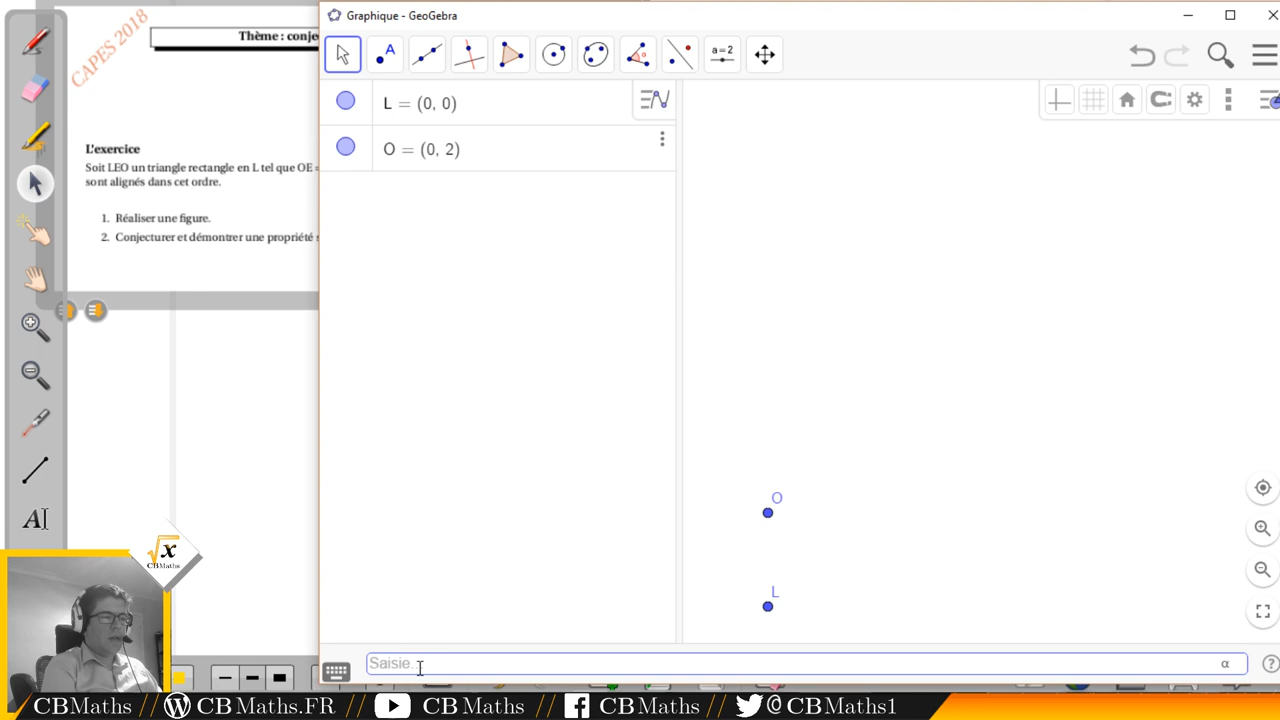 Graphique - GeoGebra
CAPES 2018
Thème : conje
a=2
L = (0, 0)
O = (0, 2)
L'exercice
Soit LEO un triangle rectangle en L tel que OE =
sont alignés dans cet ordre.
1. Réaliser une figure.
2. Conjecturer et démontrer une propriété s
O
L
AI
x
CBMaths
Saisie...
α
CBMaths
CBMaths.FR
CBMaths
CBMaths
@CBMaths1